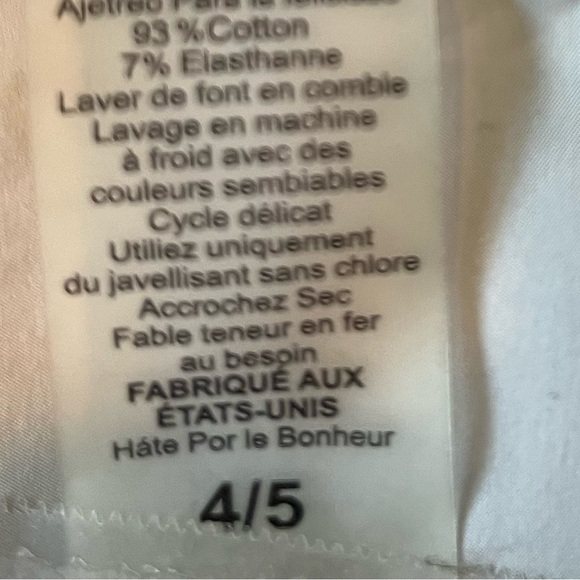 93 % Cotton
7% Elasthanne
Laver de font en comble
Lavage en machine
à froid avec des
couleurs sembiables
Cycle délicat
Utiliez uniquement
du javellisant sans chlore
Accrochez Sec
Fable teneur en fer
au besoin
FABRIQUÉ AUX
ÉTATS-UNIS
Háte Por le Bonheur
4/5